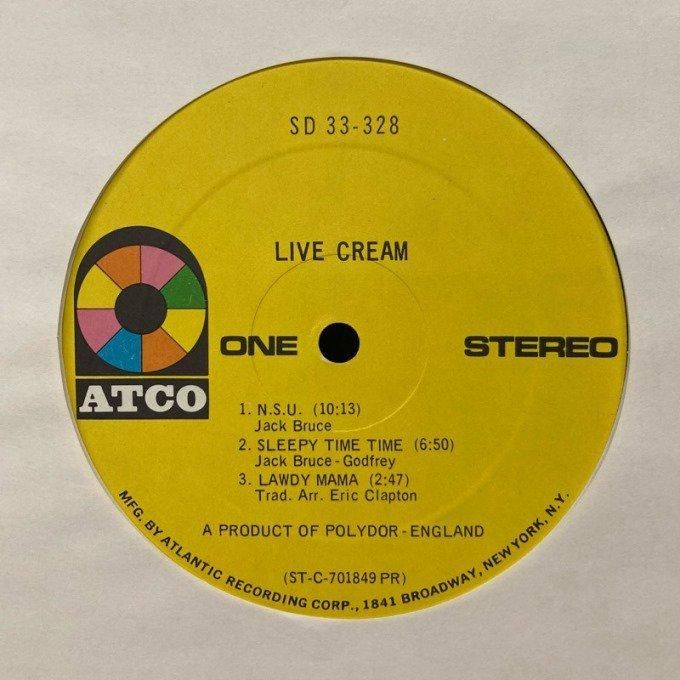 SD 33-328
LIVE CREAM
ATCO
ONE
STEREO
1. N.S.U. (10:13)
Jack Bruce
2. SLEEPY TIME TIME (6:50)
Jack Bruce - Godfrey
3. LAWDY MAMA (2:47)
Trad. Arr. Eric Clapton
A PRODUCT OF POLYDOR - ENGLAND
(ST-C-701849 PR)
MFG. BY ATLANTIC RECORDING CORP., 1841 BROADWAY, NEW YORK, N.Y.